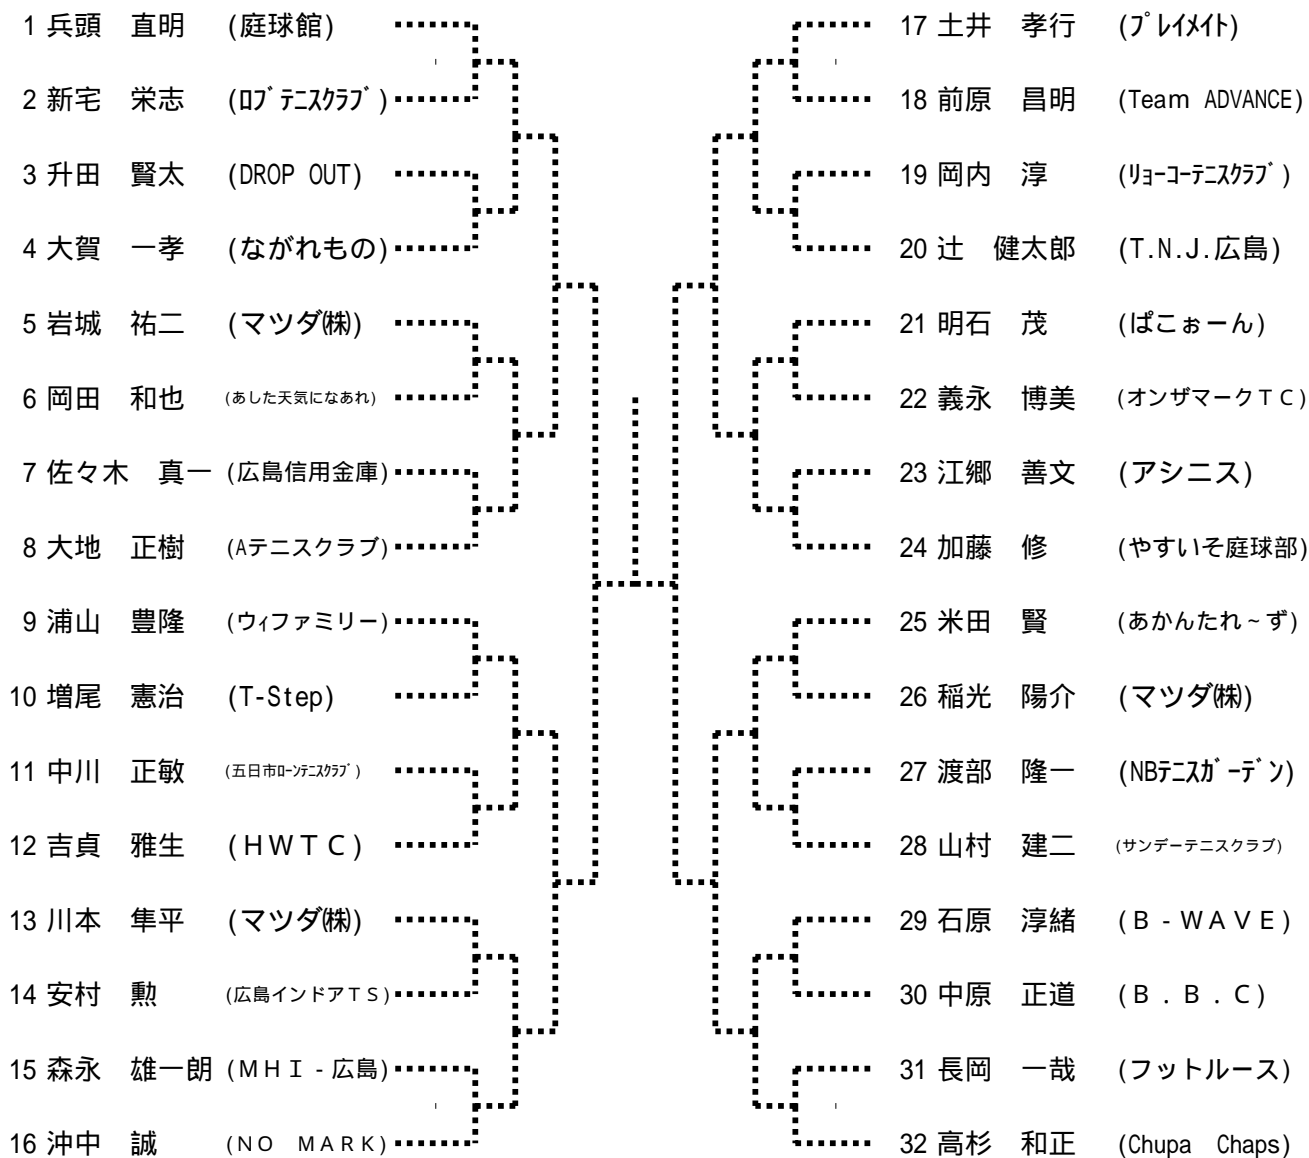 1 兵頭　直明　(庭球館)
2 新宅　栄志　(ﾛﾌﾞﾃﾆｽｸﾗﾌﾞ)
3 升田　賢太　(DROP OUT)
4 大賀　一孝　(ながれもの)
5 岩城　祐二　(マツダ㈱)
6 岡田　和也　(あした天気になあれ)
7 佐々木　真一　(広島信用金庫)
8 大地　正樹　(Aテニスクラブ)
9 浦山　豊隆　(ウィファミリー)
10 増尾　憲治　(T-Step)
11 中川　正敏　(五日市ﾛｰﾝﾃﾆｽｸﾗﾌﾞ)
12 吉貞　雅生　(ＨＷＴＣ)
13 川本　隼平　(マツダ㈱)
14 安村　勲　(広島インドアＴＳ)
15 森永　雄一朗　(ＭＨＩ-広島)
16 沖中　誠　(ＮＯ　ＭＡＲＫ)
17 土井　孝行　(ﾌﾟﾚｲﾒｲﾄ)
18 前原　昌明　(Team ADVANCE)
19 岡内　淳　(ﾘｮｰｺｰﾃﾆｽｸﾗﾌﾞ)
20 辻　健太郎　(T.N.J.広島)
21 明石　茂　(ぱこぉーん)
22 義永　博美　(オンザマークＴＣ)
23 江郷　善文　(アシニス)
24 加藤　修　(やすいそ庭球部)
25 米田　賢　(あかんたれ~ず)
26 稲光　陽介　(マツダ㈱)
27 渡部　隆一　(NBﾃﾆｽｶﾞｰﾃﾞﾝ)
28 山村　建二　(サンデーテニスクラブ)
29 石原　淳緒　(Ｂ-ＷＡＶＥ)
30 中原　正道　(Ｂ．Ｂ．Ｃ)
31 長岡　一哉　(フットルース)
32 高杉　和正　(Chupa Chaps)